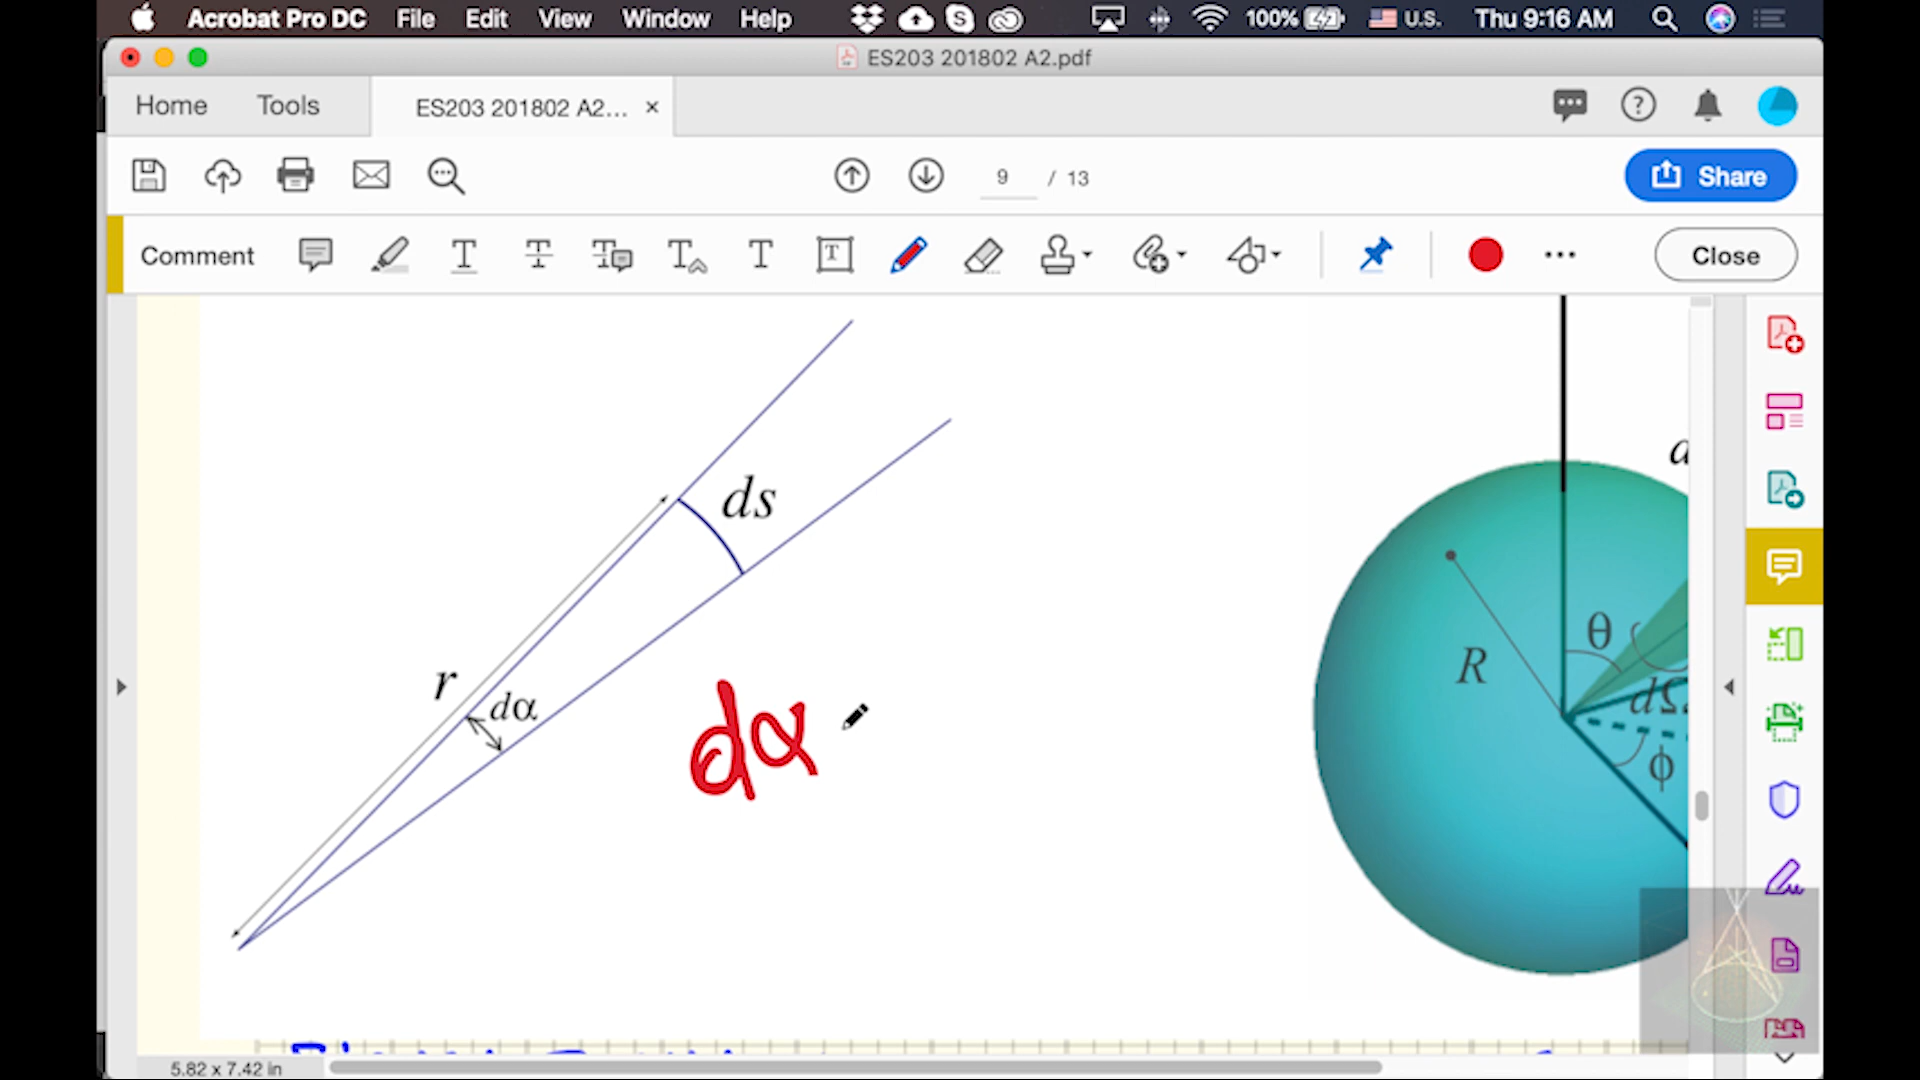 Acrobat Pro DC File Edit View Window Help 100% U.S. Thu 9:16 AM
ES203 201802 A2.pdf
Home Tools ES203 201802 A2... ×
9 / 13
Share
Comment T T T T T T Close
ds
r
dα
dα
R
θ
dΩ
ϕ
5.82 x 7.42 in